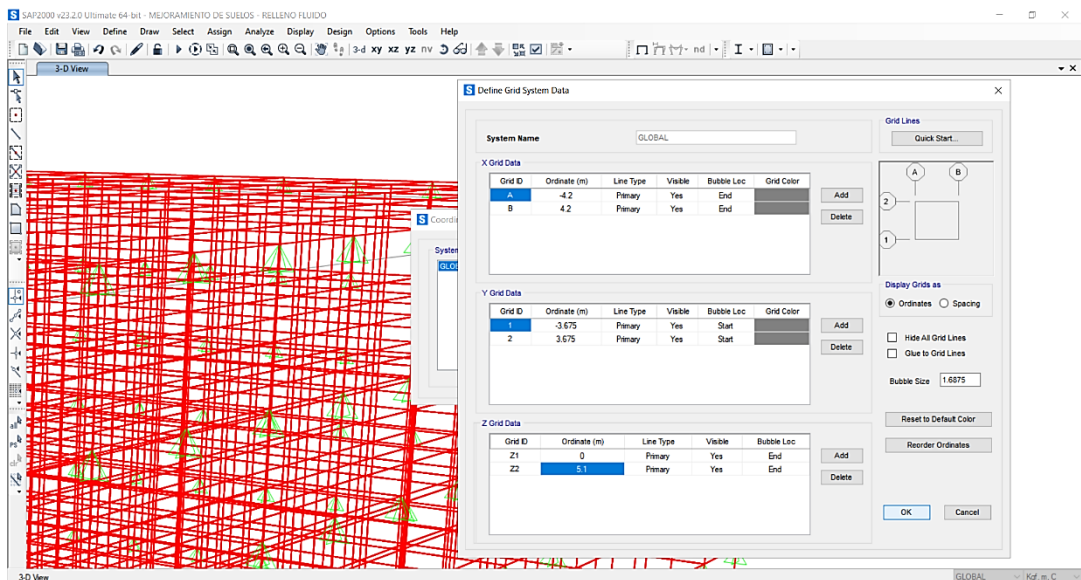 SAP2000 v23.2.0 Ultimate 64-bit - MEJORAMIENTO DE SUELOS - RELLENO FLUIDO
File Edit View Define Draw Select Assign Analyze Display Design Options Tools Help
3-d xy xz yz nv
nd
3-D View
Define Grid System Data
System Name
GLOBAL
Grid Lines
Quick Start...
X Grid Data
Grid ID Ordinate (m) Line Type Visible Bubble Loc Grid Color
A -4.2 Primary Yes End
B 4.2 Primary Yes End
Add
Delete
A B
2
1
Y Grid Data
Grid ID Ordinate (m) Line Type Visible Bubble Loc Grid Color
1 -3.675 Primary Yes Start
2 3.675 Primary Yes Start
Add
Delete
Display Grids as
Ordinates Spacing
Hide All Grid Lines
Glue to Grid Lines
Bubble Size 1.6875
Z Grid Data
Grid ID Ordinate (m) Line Type Visible Bubble Loc
Z1 0 Primary Yes End
Z2 5.1 Primary Yes End
Add
Delete
Reset to Default Color
Reorder Ordinates
OK Cancel
all
PS
clr
3-D View
GLOBAL
Kgf, m, C